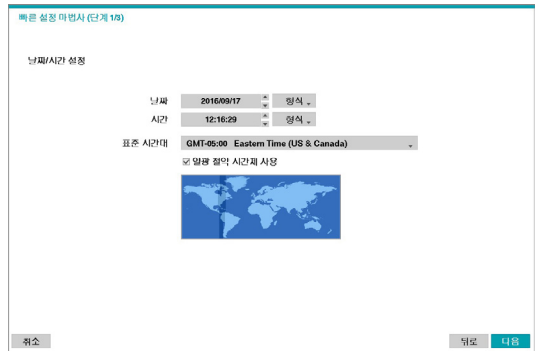 빠른 설정 마법사 (단계 1/3)
날짜/시간 설정
날짜 2016/09/17 형식
시간 12:16:29 형식
표준 시간대 GMT-05:00 Eastern Time (US & Canada)
일광 절약 시간제 사용
취소 뒤로 다음